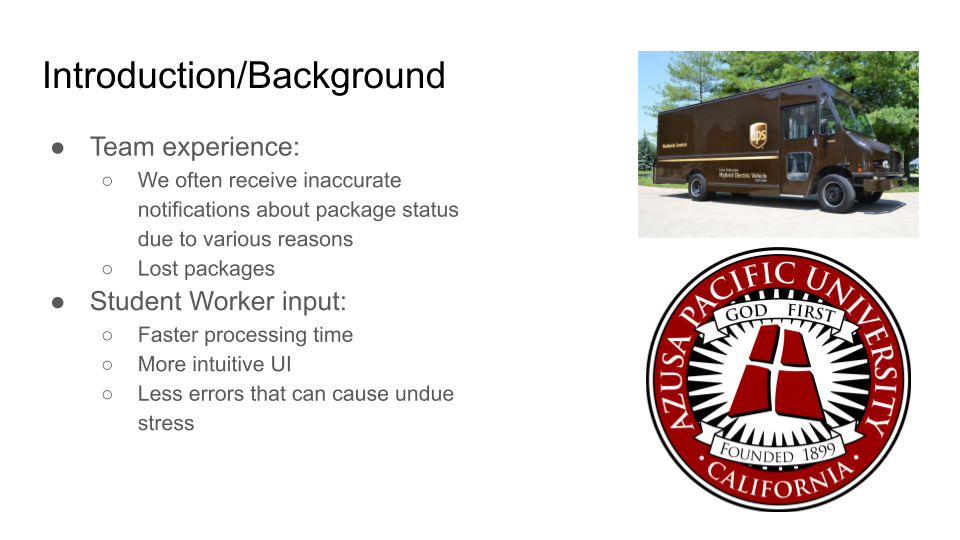 Introduction/Background
● Team experience:
○ We often receive inaccurate
notifications about package status
due to various reasons
○ Lost packages
● Student Worker input:
○ Faster processing time
○ More intuitive UI
○ Less errors that can cause undue
stress
ups
Worldwide Services
Hybrid Electric Vehicle
AZUSA PACIFIC UNIVERSITY
GOD FIRST
FOUNDED 1899
• CALIFORNIA •